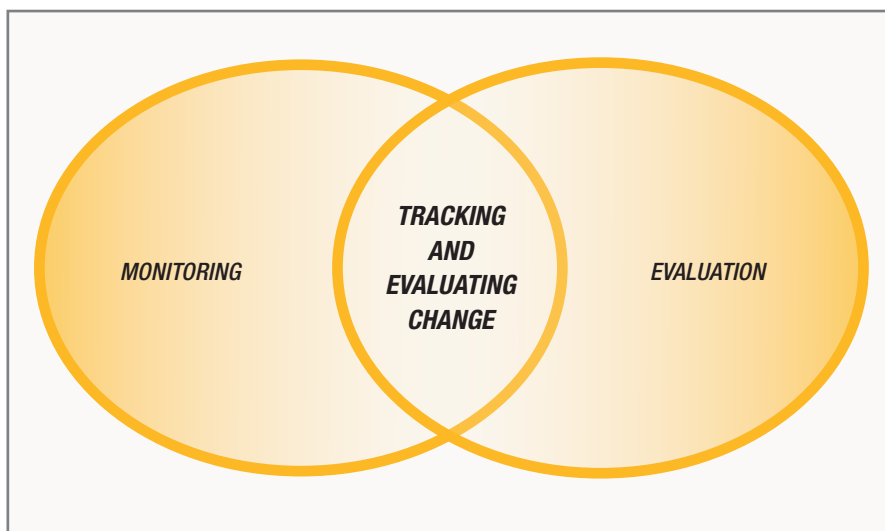 MONITORING
TRACKING
AND
EVALUATING
CHANGE
EVALUATION